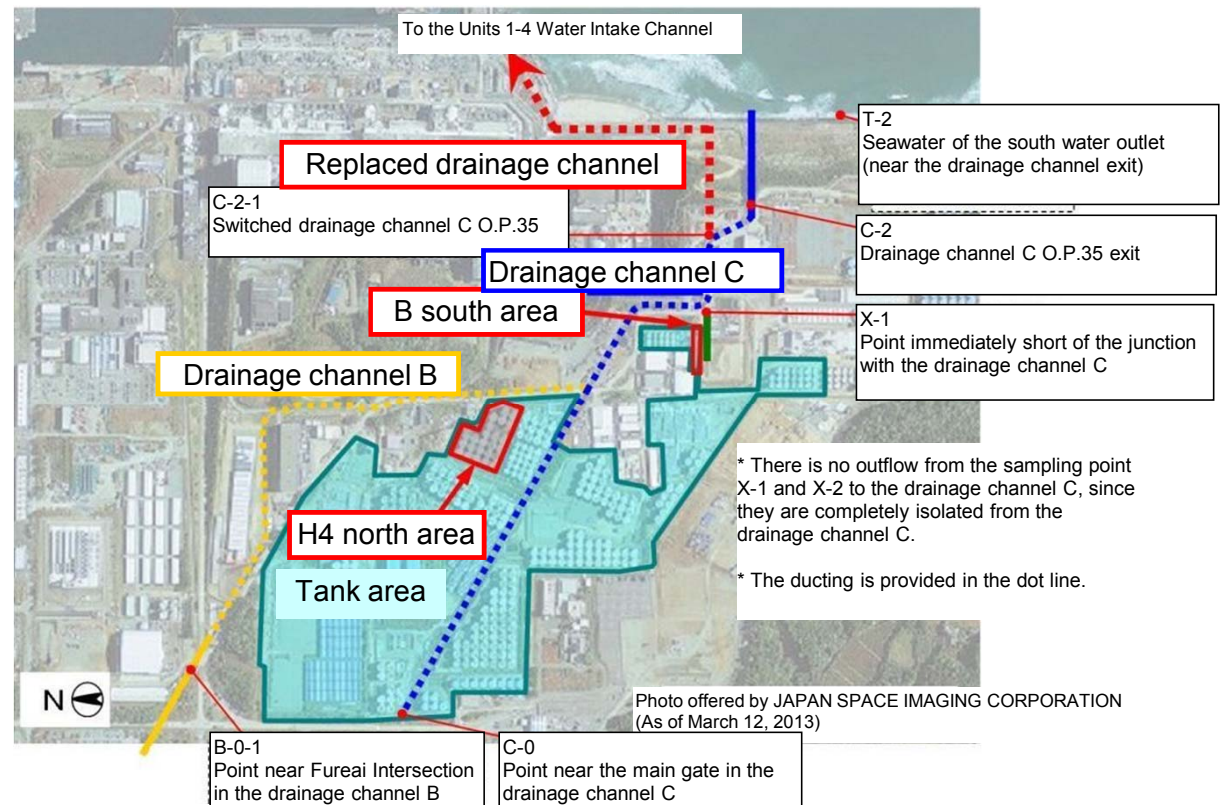 To the Units 1-4 Water Intake Channel
T-2
Seawater of the south water outlet
(near the drainage channel exit)
Replaced drainage channel
C-2-1
Switched drainage channel C O.P.35
C-2
Drainage channel C O.P.35 exit
Drainage channel C
B south area
X-1
Point immediately short of the junction
with the drainage channel C
Drainage channel B
* There is no outflow from the sampling point
X-1 and X-2 to the drainage channel C, since
they are completely isolated from the
drainage channel C.
* The ducting is provided in the dot line.
H4 north area
Tank area
N
Photo offered by JAPAN SPACE IMAGING CORPORATION
(As of March 12, 2013)
B-0-1
Point near Fureai Intersection
in the drainage channel B
C-0
Point near the main gate in the
drainage channel C